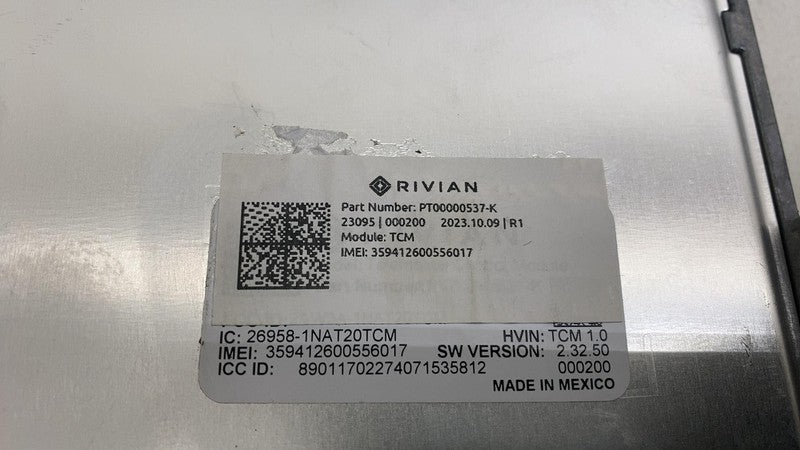 RIVIAN
Part Number: PT00000537-K
23095 | 000200 2023.10.09 | R1
Module: TCM
IMEI: 359412600556017
IC: 26958-1NAT20TCM HVIN: TCM 1.0
IMEI: 359412600556017 SW VERSION: 2.32.50
ICC ID: 89011702274071535812 000200
MADE IN MEXICO